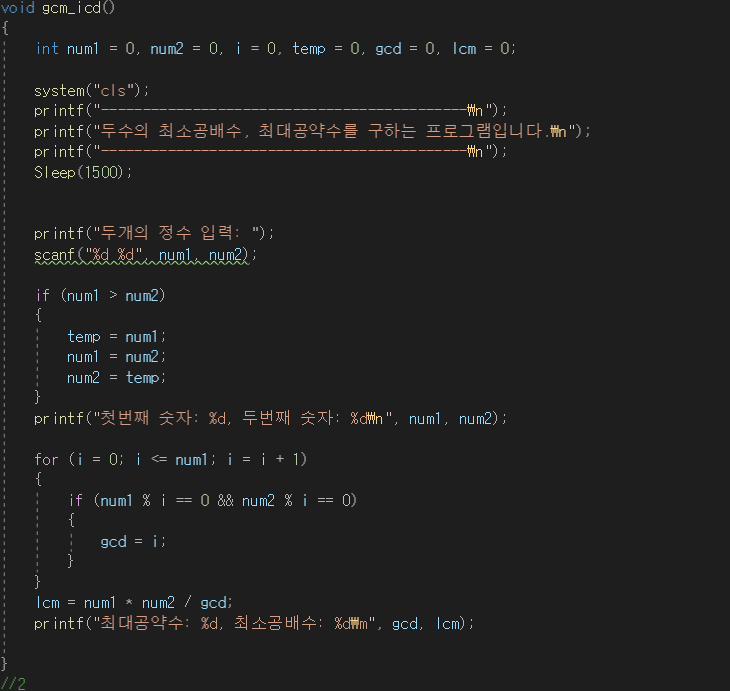 void gcm_icd()
{
int num1 = 0, num2 = 0, i = 0, temp = 0, gcd = 0, lcm = 0;
system("cls");
printf("--------------------------------------------₩n");
printf("두수의 최소공배수, 최대공약수를 구하는 프로그램입니다.₩n");
printf("--------------------------------------------₩n");
Sleep(1500);
printf("두개의 정수 입력: ");
scanf("%d %d", num1, num2);
if (num1 > num2)
{
temp = num1;
num1 = num2;
num2 = temp;
}
printf("첫번째 숫자: %d, 두번째 숫자: %d₩n", num1, num2);
for (i = 0; i <= num1; i = i + 1)
{
if (num1 % i == 0 && num2 % i == 0)
{
gcd = i;
}
}
lcm = num1 * num2 / gcd;
printf("최대공약수: %d, 최소공배수: %d₩m", gcd, lcm);
}
//2